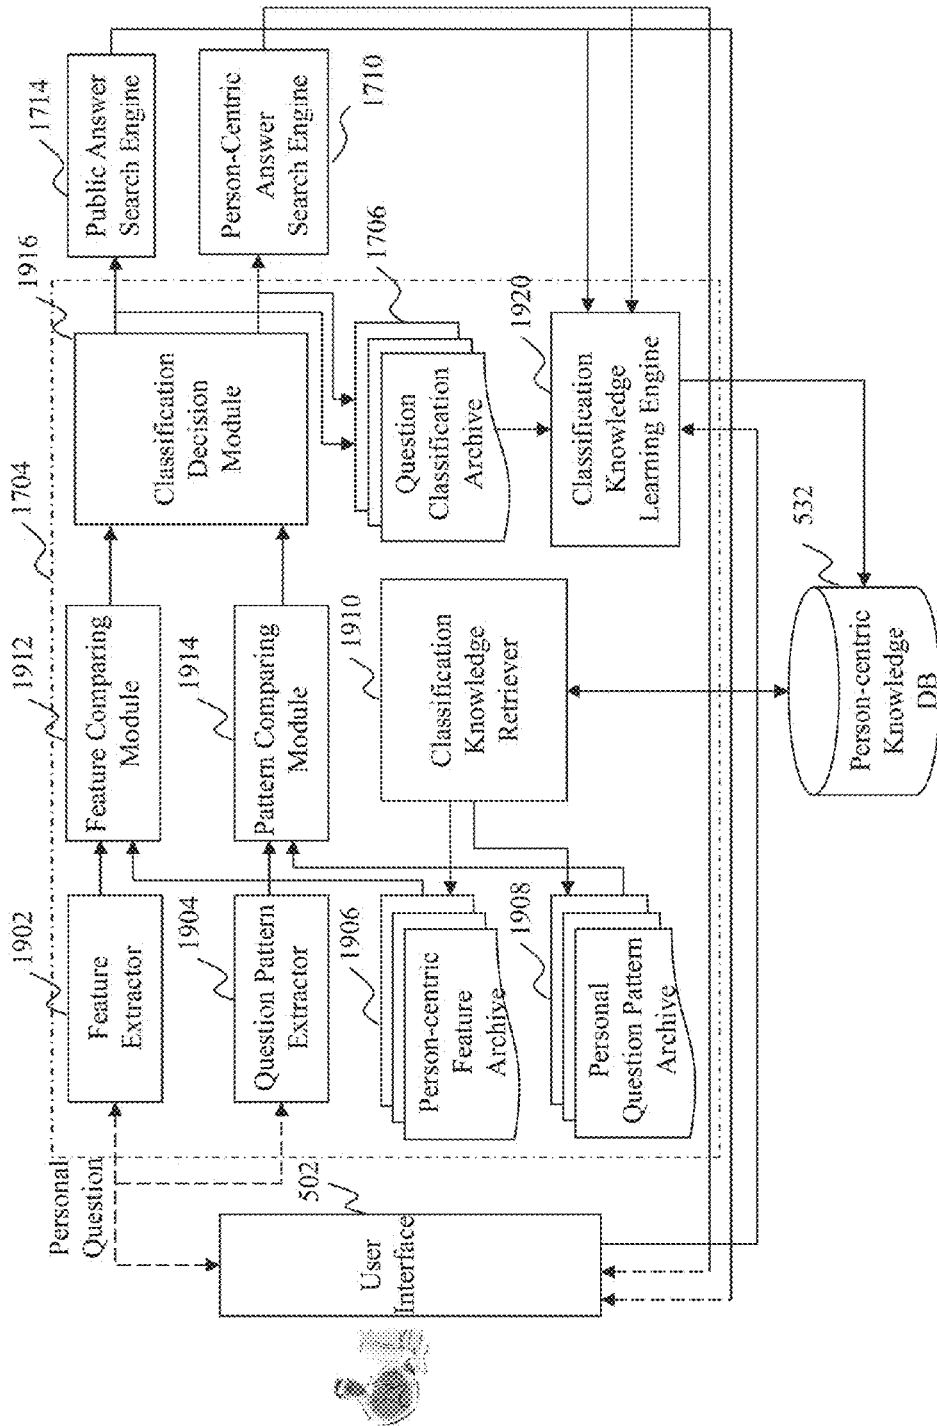 Personal
Question
502
User
Interface
1704
1902
Feature
Extractor
1904
Question Pattern
Extractor
1906
Person-centric
Feature
Archive
1908
Personal
Question Pattern
Archive
1912
Feature Comparing
Module
1914
Pattern Comparing
Module
1910
Classification
Knowledge
Retriever
1916
Classification
Decision
Module
1706
Question
Classification
Archive
1920
Classification
Knowledge
Learning Engine
1714
Public Answer
Search Engine
1710
Person-Centric
Answer
Search Engine
532
Person-centric
Knowledge
DB